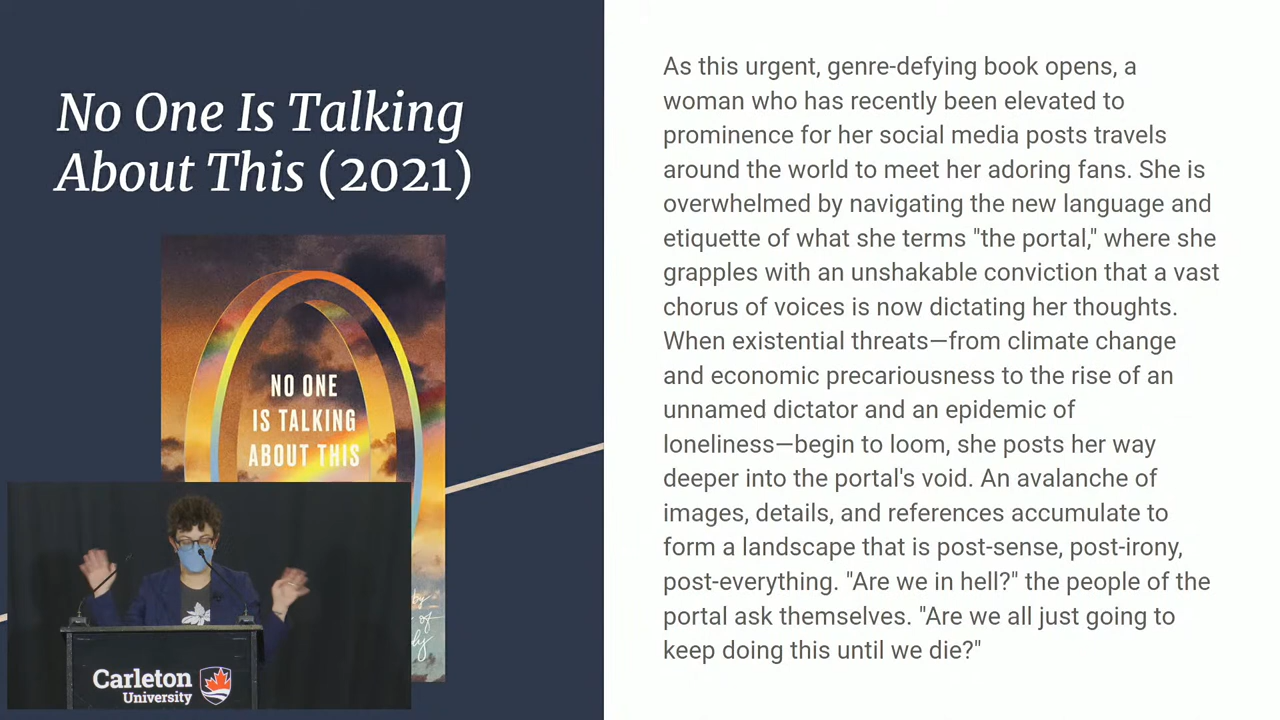 No One Is Talking
About This (2021)
NO ONE
IS TALKING
ABOUT THIS
by
of
Carleton
University
As this urgent, genre-defying book opens, a
woman who has recently been elevated to
prominence for her social media posts travels
around the world to meet her adoring fans. She is
overwhelmed by navigating the new language and
etiquette of what she terms "the portal," where she
grapples with an unshakable conviction that a vast
chorus of voices is now dictating her thoughts.
When existential threats—from climate change
and economic precariousness to the rise of an
unnamed dictator and an epidemic of
loneliness—begin to loom, she posts her way
deeper into the portal's void. An avalanche of
images, details, and references accumulate to
form a landscape that is post-sense, post-irony,
post-everything. "Are we in hell?" the people of the
portal ask themselves. "Are we all just going to
keep doing this until we die?"